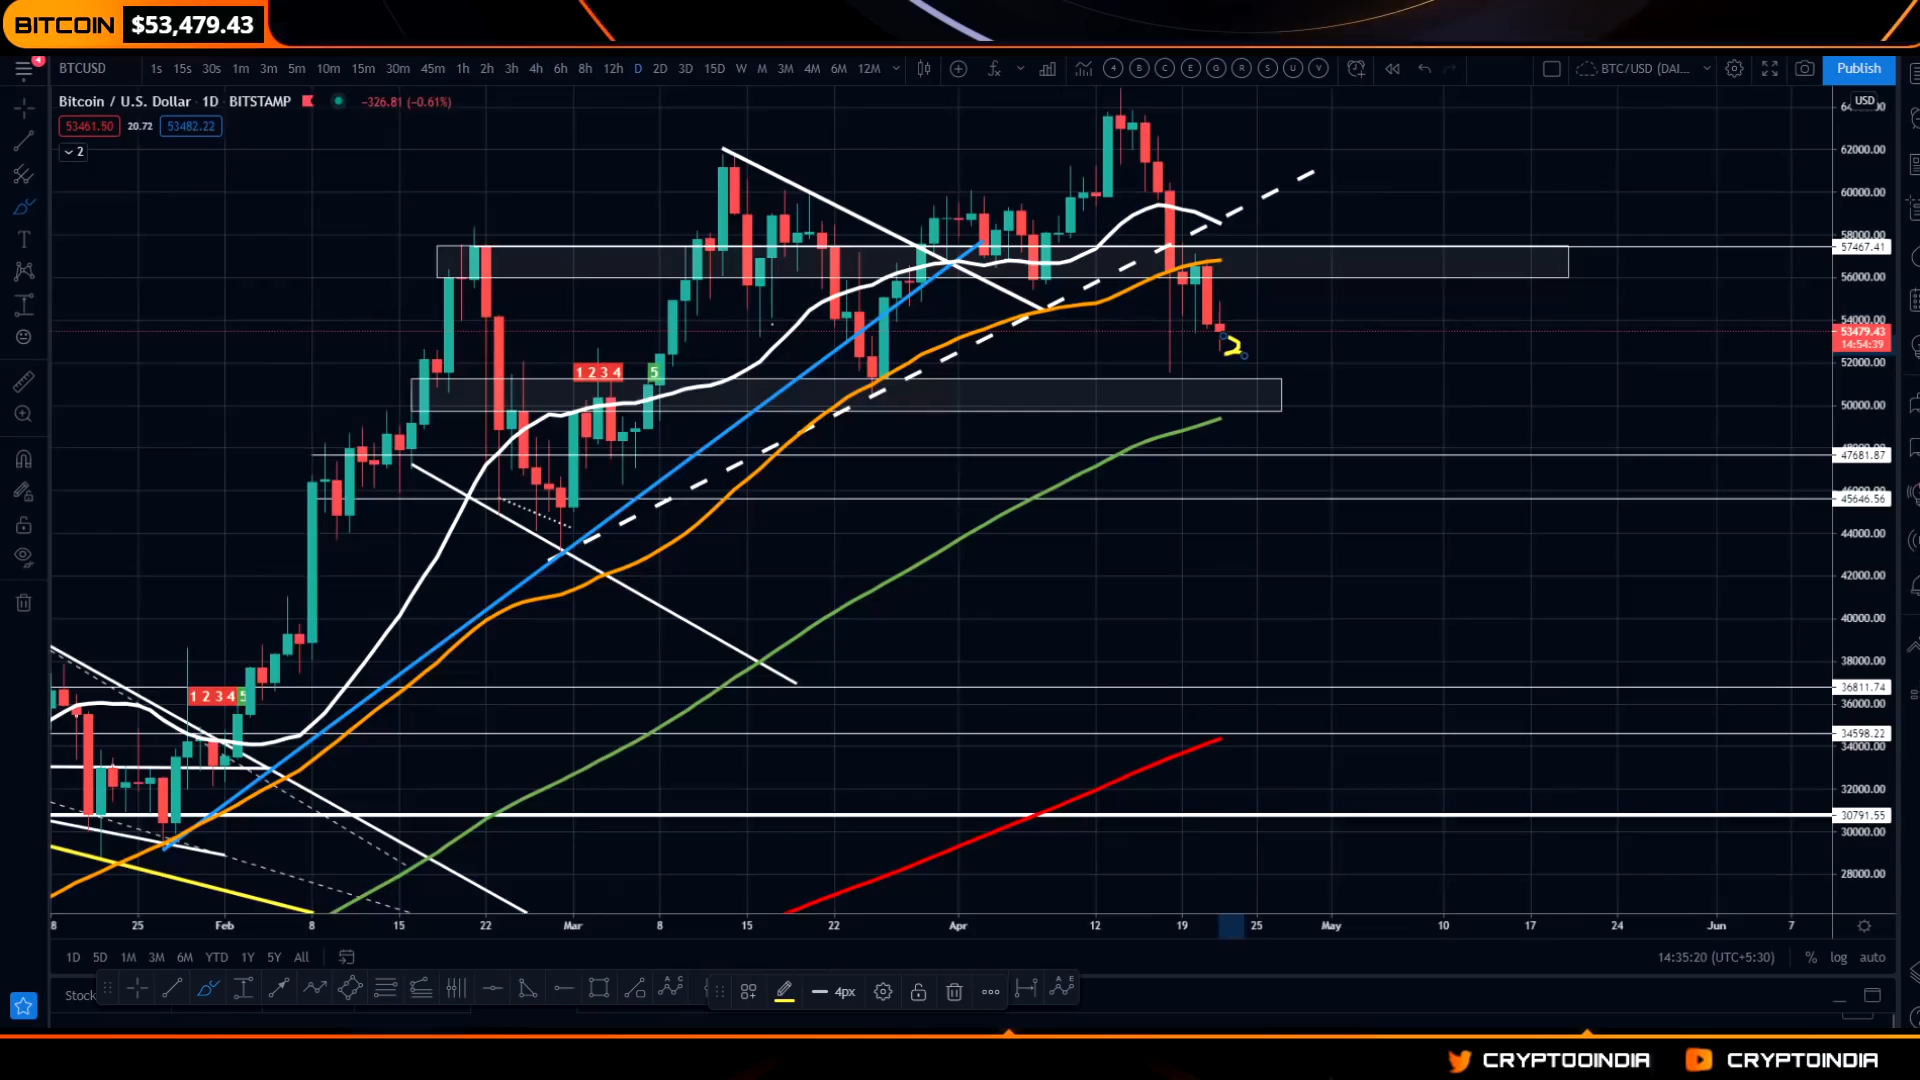 BITCOIN $53,479.43
4
BTCUSD 1s 15s 30s 1m 3m 5m 10m 15m 30m 45m 1h 2h 3h 4h 6h 8h 12h D 2D 3D 15D W M 3M 4M 6M 12M 4 B C E G R S U Y BTC/USD (DAI... Publish
Bitcoin / U.S. Dollar · 1D · BITSTAMP −326.81 (−0.61%)
USD
53461.50 20.72 53482.22
2
62000.00
60000.00
58000.00
57467.41
56000.00
54000.00
53479.43
14:54:39
52000.00
1 2 3 4 5
50000.00
47681.87
45646.56
44000.00
42000.00
40000.00
38000.00
36811.74
1 2 3 4 5
36000.00
34598.22
34000.00
32000.00
30791.55
30000.00
28000.00
25 Feb 8 15 22 Mar 8 15 22 Apr 12 19 25 May 10 17 24 Jun 7
1D 5D 1M 3M 6M YTD 1Y 5Y All 14:35:20 (UTC+5:30) % log auto
Stock 4px
CRYPTOOINDIA CRYPTOINDIA